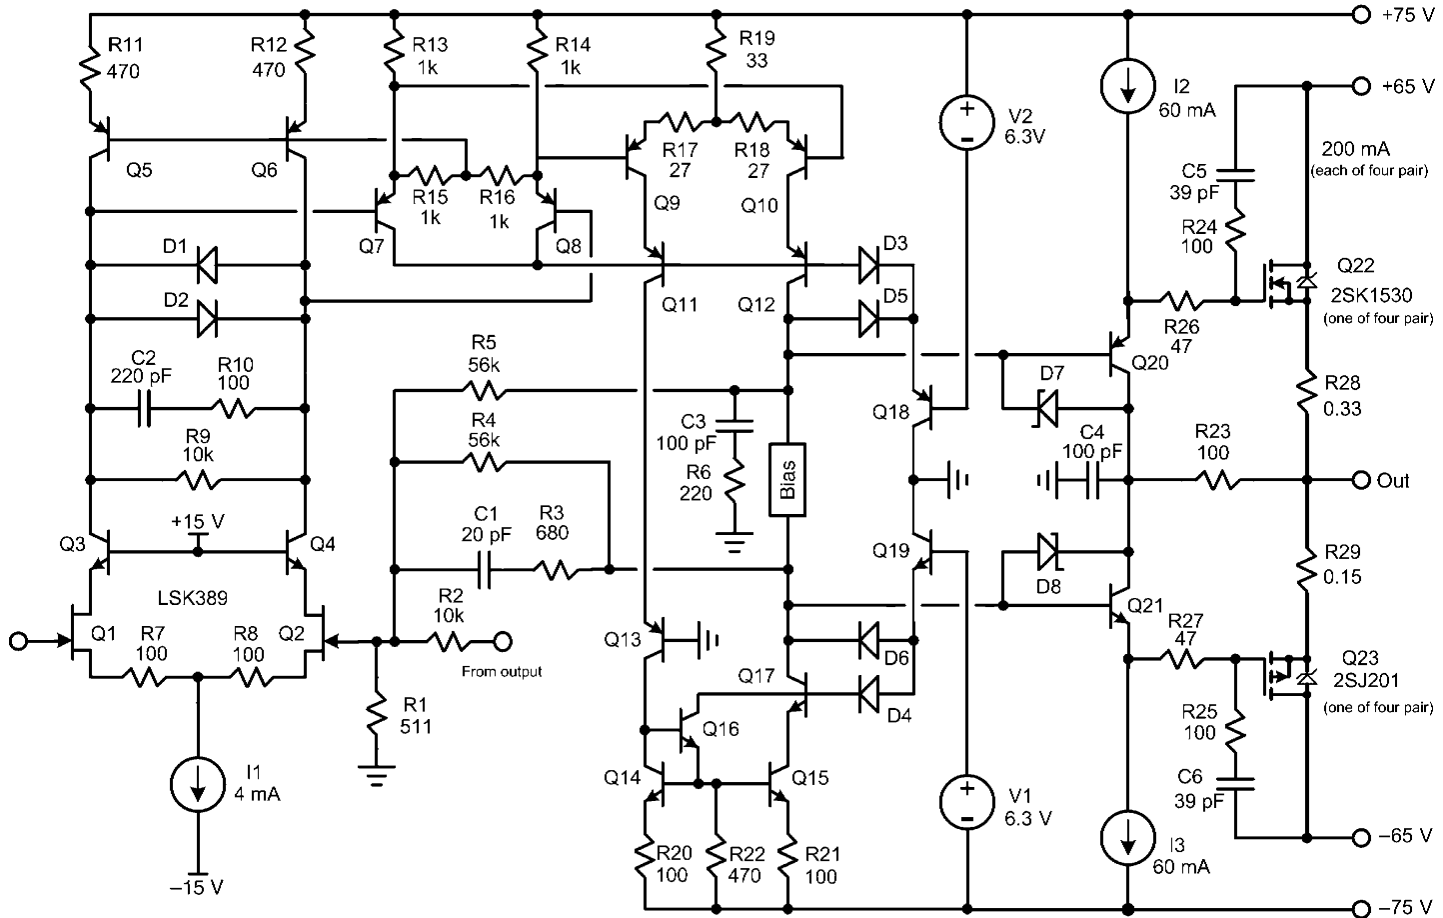 +75 V
R11
470
R12
470
R13
1k
R14
1k
R19
33
I2
60 mA
+65 V
V2
6.3V
R17
27
R18
27
C5
39 pF
200 mA
(each of four pair)
Q5
Q6
R15
1k
R16
1k
Q9
Q10
R24
100
Q7
Q8
D1
D3
Q22
2SK1530
(one of four pair)
Q11
Q12
D2
D5
R26
47
R5
56k
Q20
C2
220 pF
R10
100
D7
R28
0.33
R4
56k
C3
100 pF
Q18
C4
100 pF
R23
100
R9
10k
R6
220
Bias
Out
+15 V
Q3
Q4
C1
20 pF
R3
680
Q19
R29
0.15
D8
LSK389
R2
10k
Q21
Q1
R7
100
R8
100
Q2
Q13
D6
R27
47
From output
Q17
Q23
2SJ201
(one of four pair)
R1
511
Q16
D4
R25
100
I1
4 mA
Q14
Q15
C6
39 pF
V1
6.3 V
–65 V
R20
100
R22
470
R21
100
I3
60 mA
–15 V
–75 V